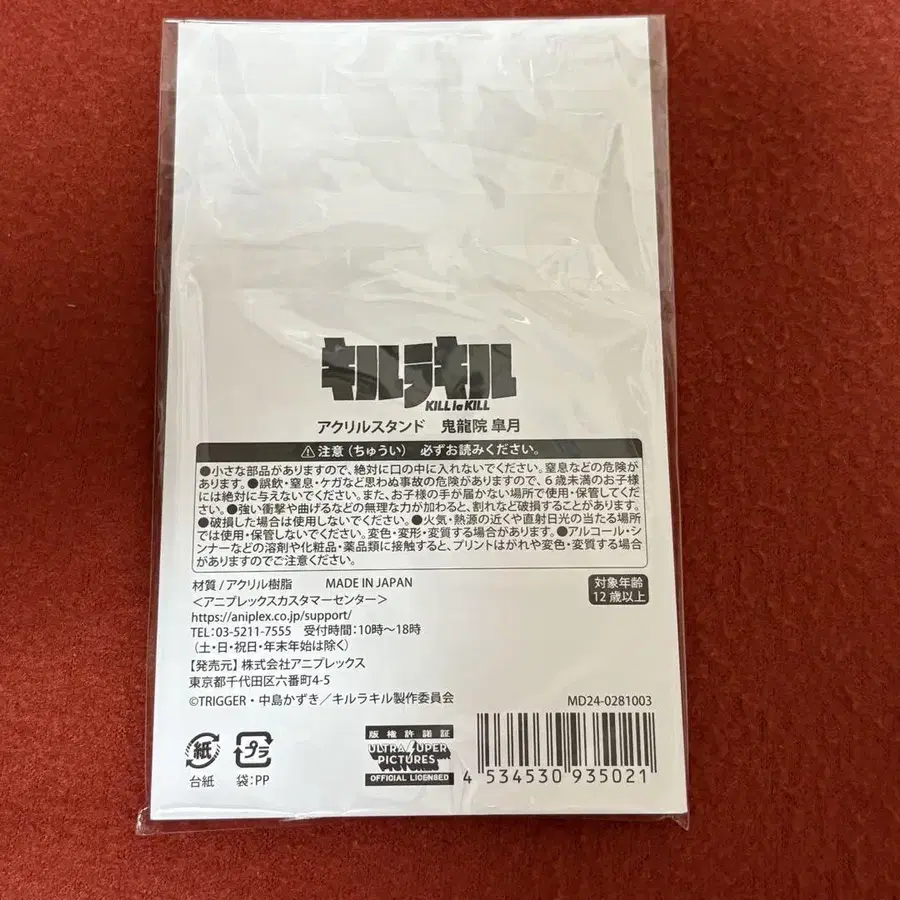 キルラキル
KILL la KILL
アクリルスタンド　鬼龍院 皐月
⚠注意（ちゅうい）　必ずお読みください。
●小さな部品がありますので、絶対に口の中に入れないでください。窒息などの危険が
あります。●誤飲・窒息・ケガなど思わぬ事故の危険がありますので、6歳未満のお子様
には絶対に与えないでください。また、お子様の手が届かない場所で使用・保管してくだ
さい。●強い衝撃や曲げるなどの無理な力が加わると、割れなど破損することがあります。
●破損した場合は使用しないでください。●火気・熱源の近くや直射日光の当たる場所
では使用・保管しないでください。変色・変形・変質する場合があります。●アルコール・シ
ンナーなどの溶剤や化粧品・薬品類に接触すると、プリントはがれや変色・変質する場合
がありますのでご注意ください。
材質 / アクリル樹脂　MADE IN JAPAN
対象年齢
12歳以上
＜アニプレックスカスタマーセンター＞
https://aniplex.co.jp/support/
TEL：03-5211-7555　受付時間：10時～18時
（土・日・祝日・年末年始は除く）
【発売元】株式会社アニプレックス
東京都千代田区六番町4-5
©TRIGGER・中島かずき／キルラキル製作委員会
MD24-0281003
紙
台紙
プラ
袋：PP
版権許諾証
ULTRA SUPER
PICTURES
OFFICIAL LICENSED
4 534530 935021